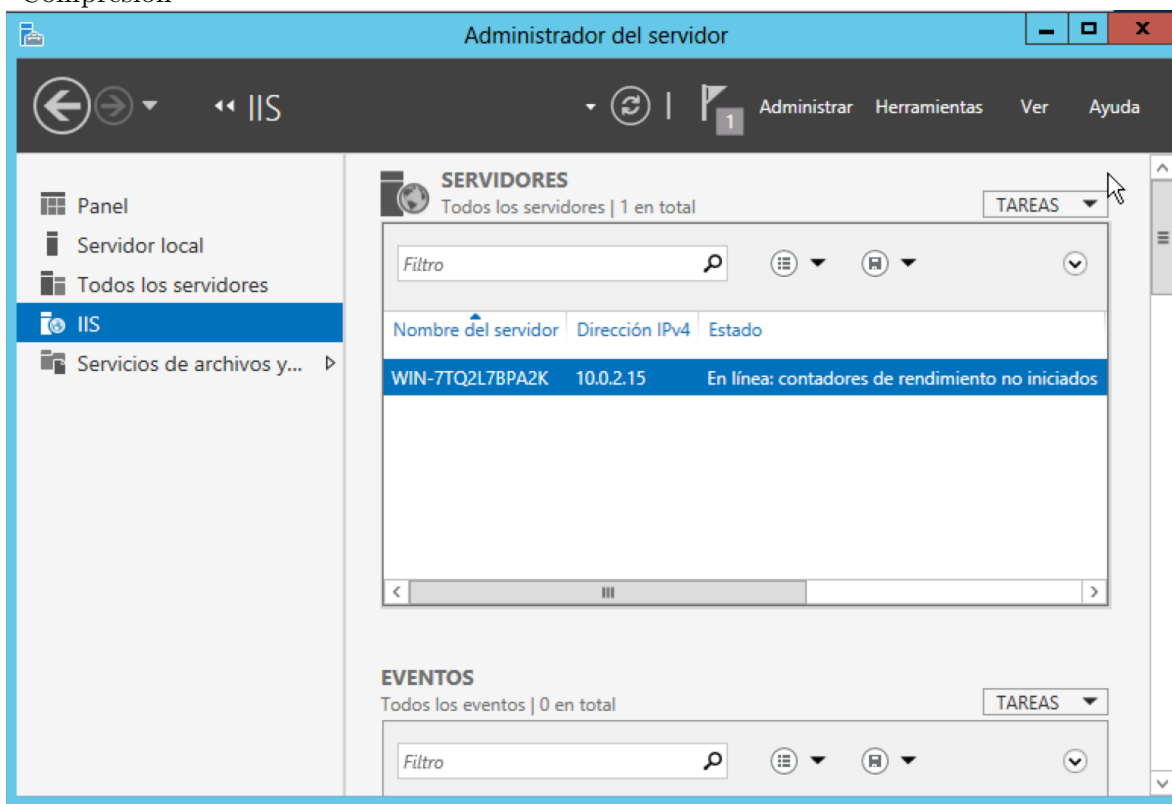 Compresión
Administrador del servidor
IIS
1
Administrar Herramientas Ver Ayuda
Panel
Servidor local
Todos los servidores
IIS
Servicios de archivos y...
SERVIDORES
Todos los servidores | 1 en total
TAREAS
Filtro
Nombre del servidor Dirección IPv4 Estado
WIN-7TQ2L7BPA2K 10.0.2.15 En línea: contadores de rendimiento no iniciados
EVENTOS
Todos los eventos | 0 en total
TAREAS
Filtro